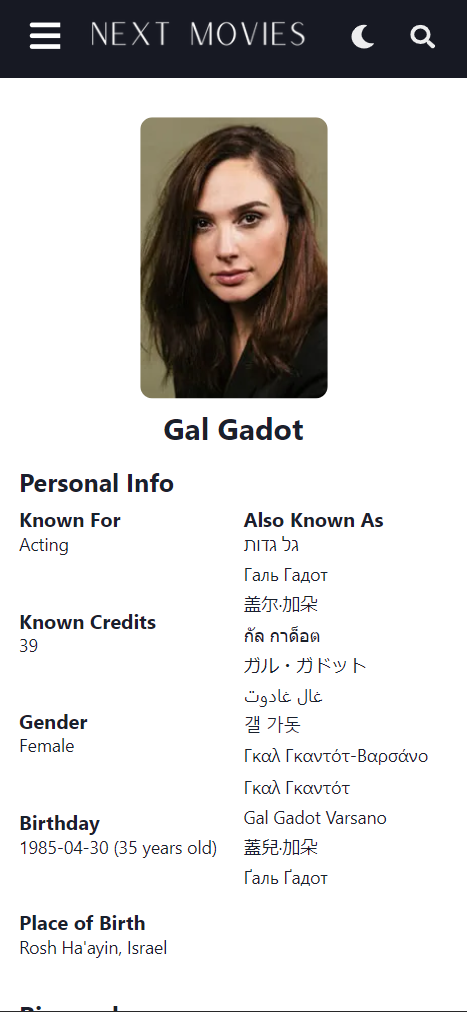 NEXT MOVIES
Gal Gadot
Personal Info
Known For
Acting
Known Credits
39
Gender
Female
Birthday
1985-04-30 (35 years old)
Place of Birth
Rosh Ha'ayin, Israel
Also Known As
גל גדות
Галь Гадот
盖尔·加朵
กัล กาด็อต
ガル・ガドット
غال غادوت
갤 가돗
Γκαλ Γκαντότ-Βαρσάνο
Γκαλ Γκαντότ
Gal Gadot Varsano
蓋兒·加朵
Ґаль Ґадот